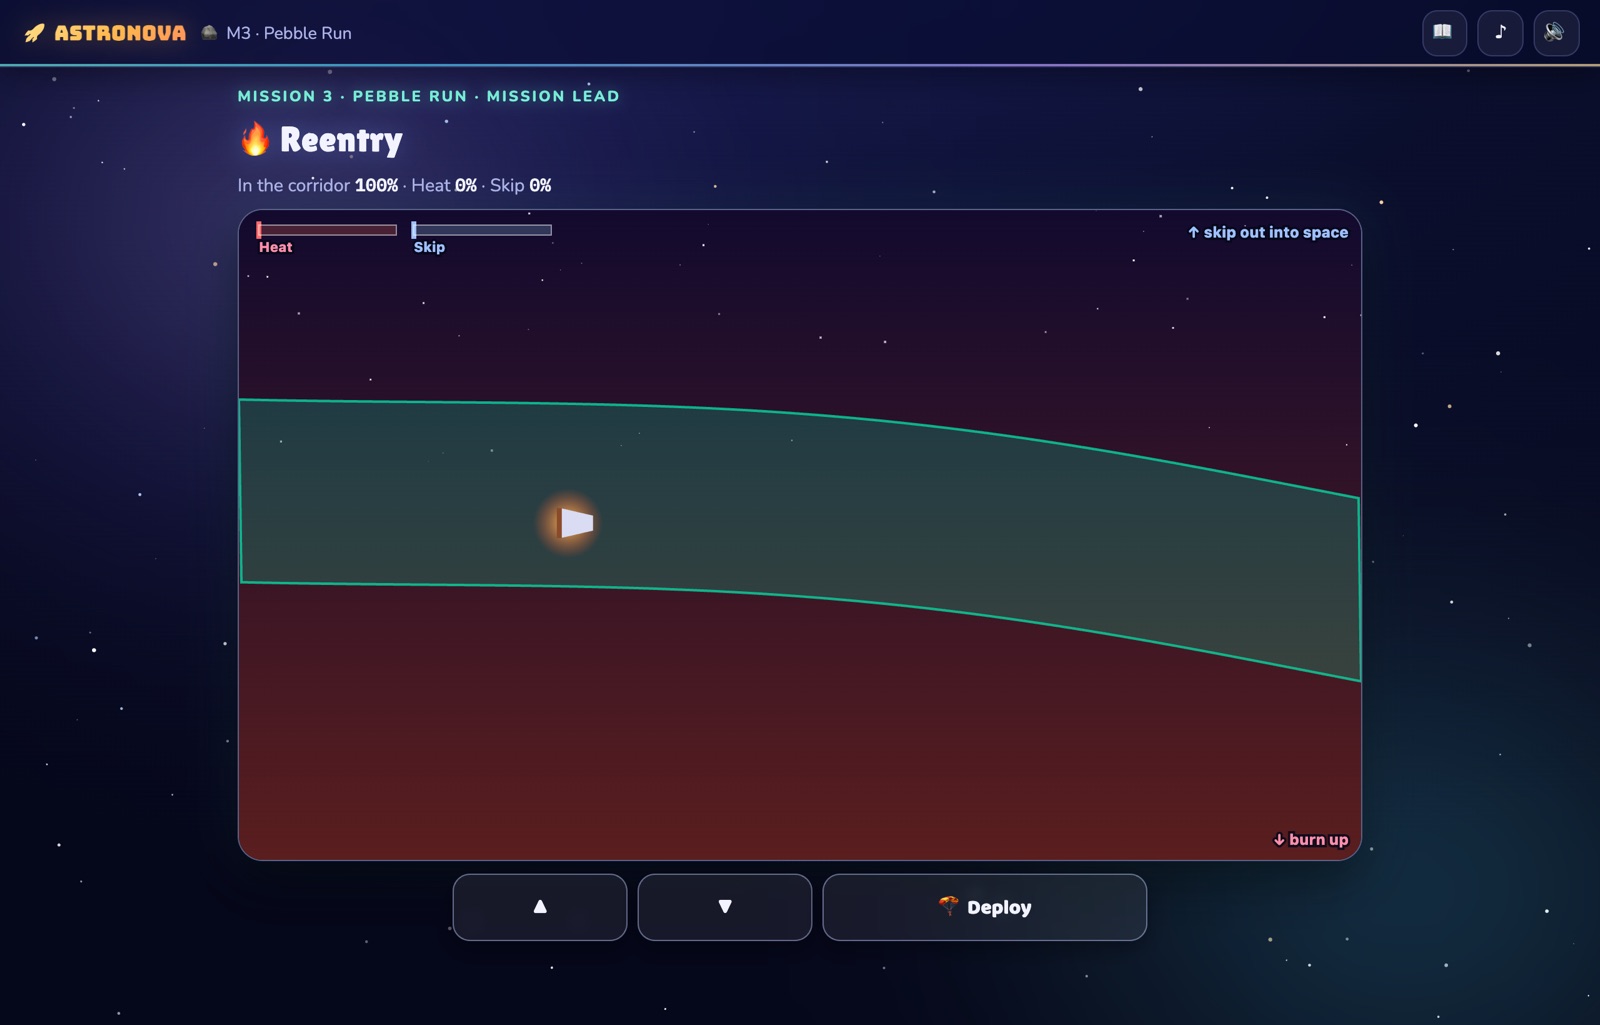 ASTRONOVA M3 · Pebble Run
MISSION 3 · PEBBLE RUN · MISSION LEAD
Reentry
In the corridor 100% · Heat 0% · Skip 0%
Heat Skip
↑ skip out into space
↓ burn up
▲ ▼ Deploy